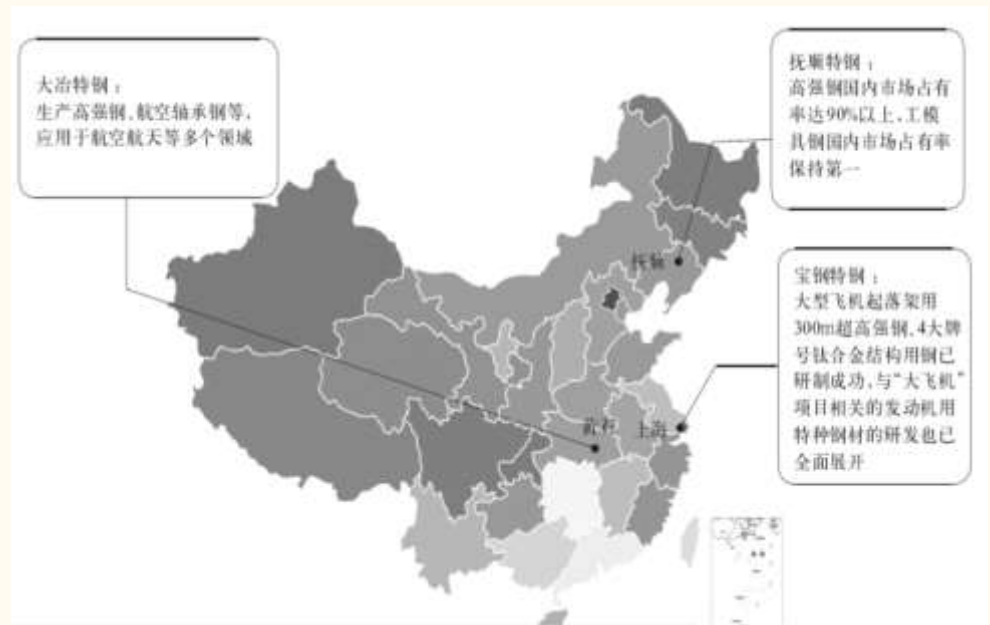 大冶特钢：
生产高强钢、航空轴承钢等，
应用于航空航天等多个领域
抚顺特钢：
高强钢国内市场占有
率达90%以上，工模
具钢国内市场占有率
保持第一
抚顺
宝钢特钢：
大型飞机起落架用
300m超高强钢，4大牌
号钛合金结构用钢已
研制成功，与“大飞机”
项目相关的发动机用
特种钢材的研发也已
全面展开
黄石
上海